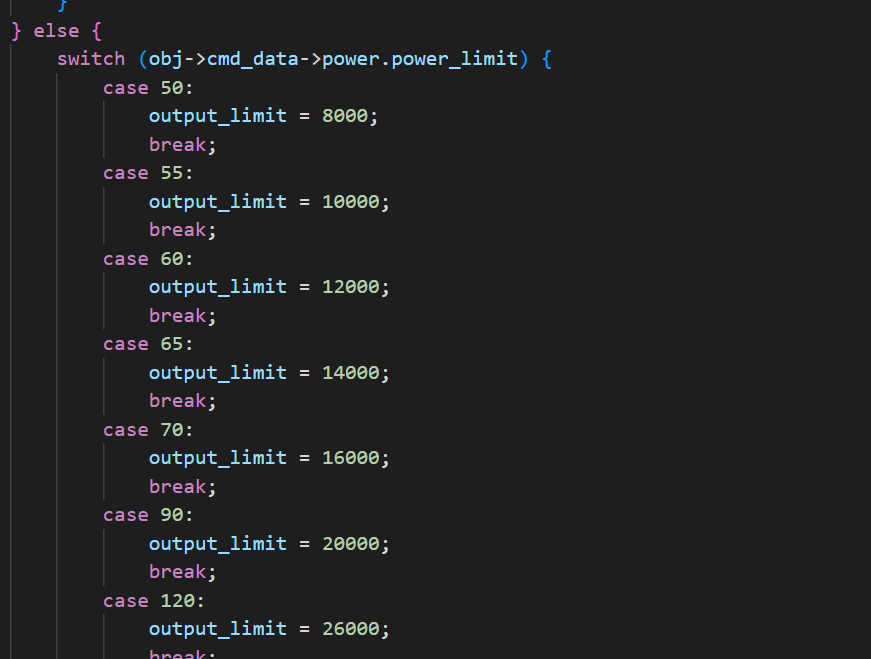 }
} else {
switch (obj->cmd_data->power.power_limit) {
case 50:
output_limit = 8000;
break;
case 55:
output_limit = 10000;
break;
case 60:
output_limit = 12000;
break;
case 65:
output_limit = 14000;
break;
case 70:
output_limit = 16000;
break;
case 90:
output_limit = 20000;
break;
case 120:
output_limit = 26000;
break;